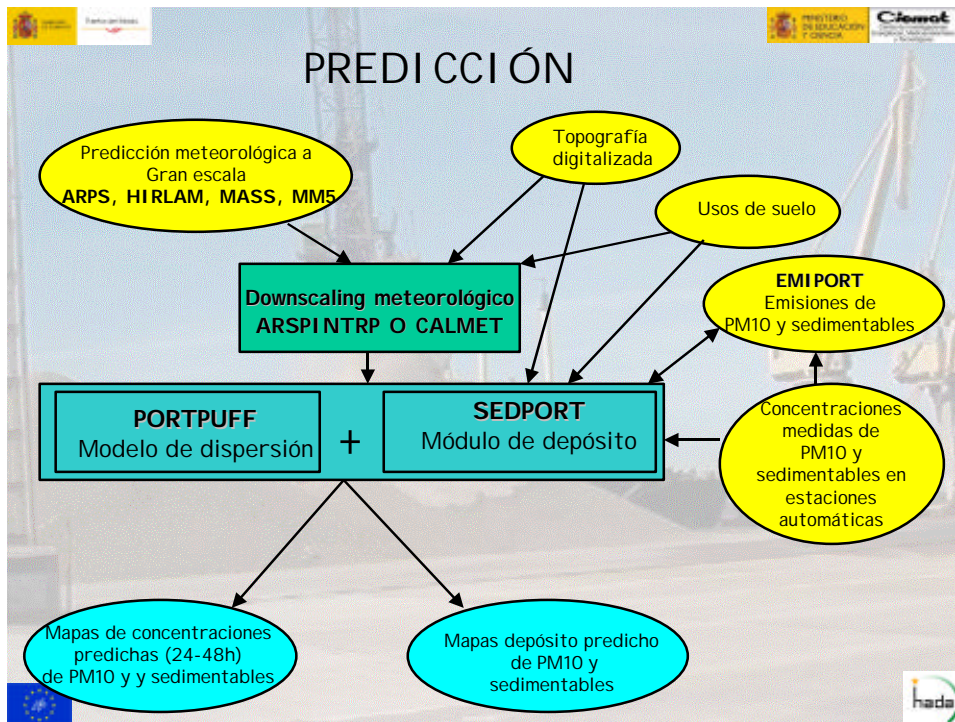 MINISTERIO
DE EDUCACIÓN
Y CIENCIA
Ciemat
PREDICCIÓN
Predicción meteorológica a
Gran escala
ARPS, HIRLAM, MASS, MM5
Topografía
digitalizada
Usos de suelo
Downscaling meteorológico
ARSPINTRP O CALMET
EMIPORT
Emisiones de
PM10 y sedimentables
PORTPUFF
Modelo de dispersión
+
SEDPORT
Módulo de depósito
Concentraciones
medidas de
PM10 y
sedimentables en
estaciones
automáticas
Mapas de concentraciones
predichas (24-48h)
de PM10 y y sedimentables
Mapas depósito predicho
de PM10 y
sedimentables
hada